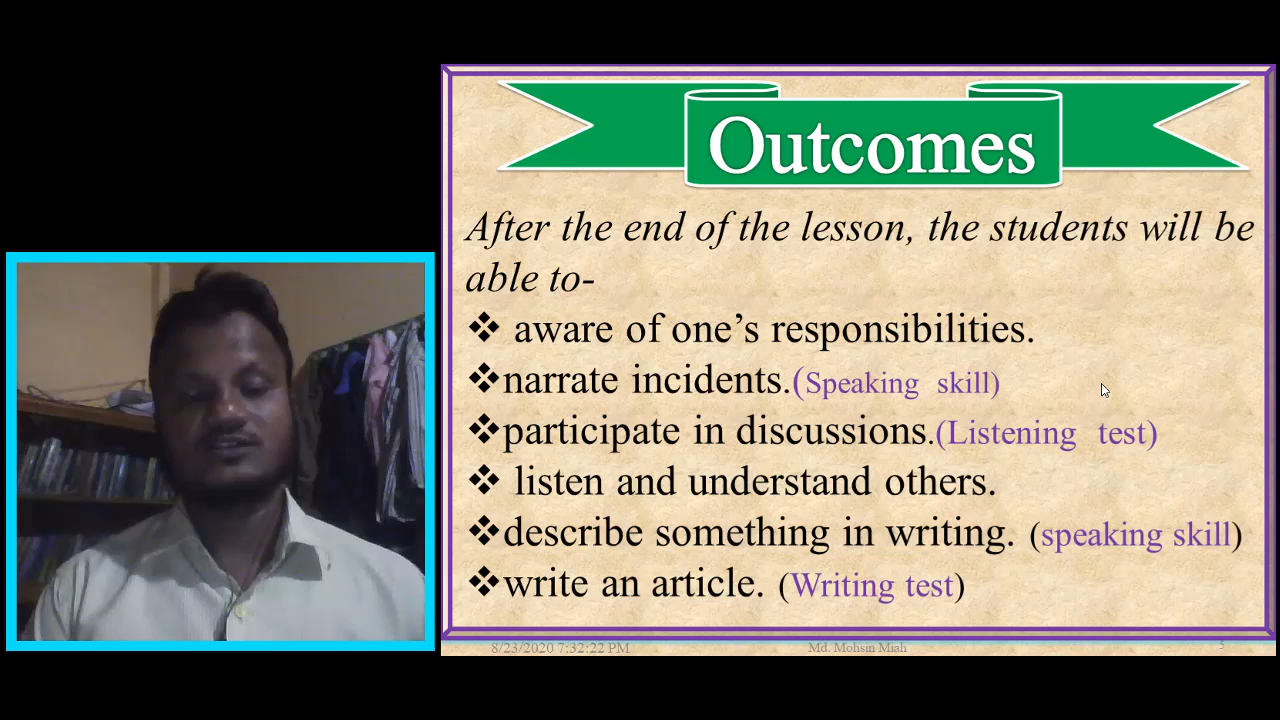 Outcomes
After the end of the lesson, the students will be
able to-
❖ aware of one’s responsibilities.
❖narrate incidents.(Speaking skill)
❖participate in discussions.(Listening test)
❖ listen and understand others.
❖describe something in writing. (speaking skill)
❖write an article. (Writing test)
8/23/2020 7:32:22 PM Md. Mohsin Miah 5